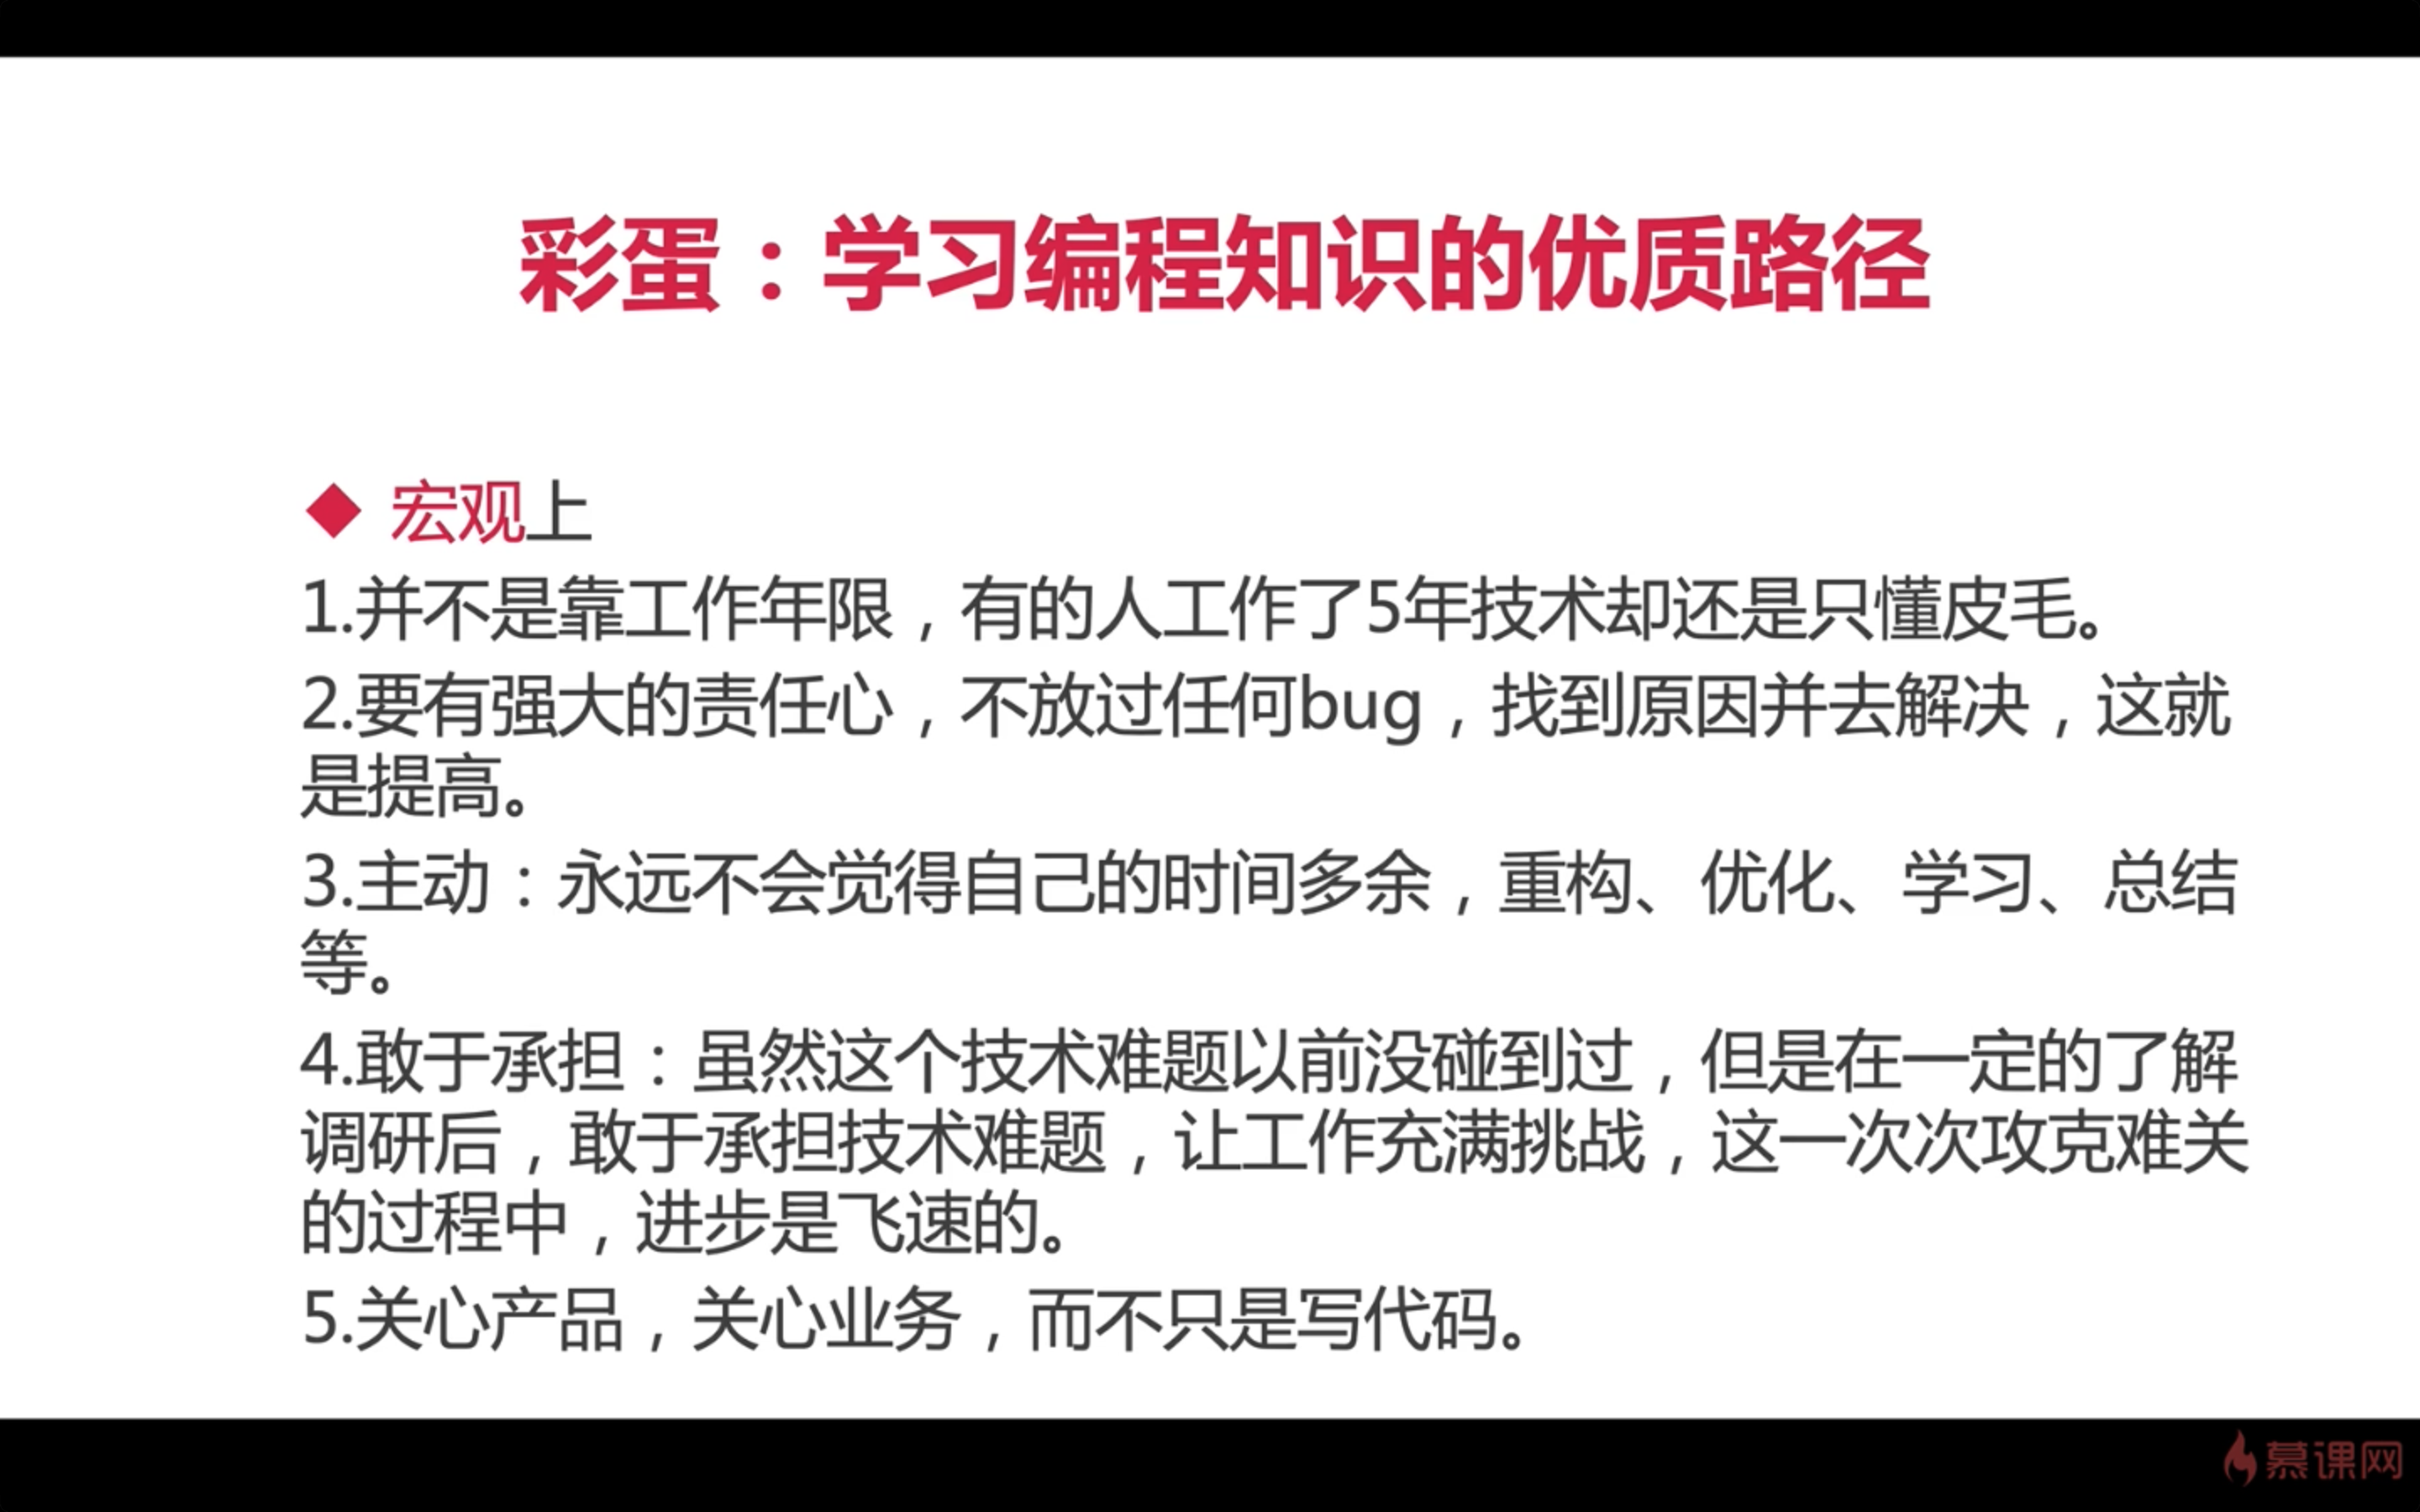 彩蛋：学习编程知识的优质路径
◆ 宏观上
1.并不是靠工作年限，有的人工作了5年技术却还是只懂皮毛。
2.要有强大的责任心，不放过任何bug，找到原因并去解决，这就
是提高。
3.主动：永远不会觉得自己的时间多余，重构、优化、学习、总结
等。
4.敢于承担：虽然这个技术难题以前没碰到过，但是在一定的了解
调研后，敢于承担技术难题，让工作充满挑战，这一次次攻克难关
的过程中，进步是飞速的。
5.关心产品，关心业务，而不只是写代码。
慕课网